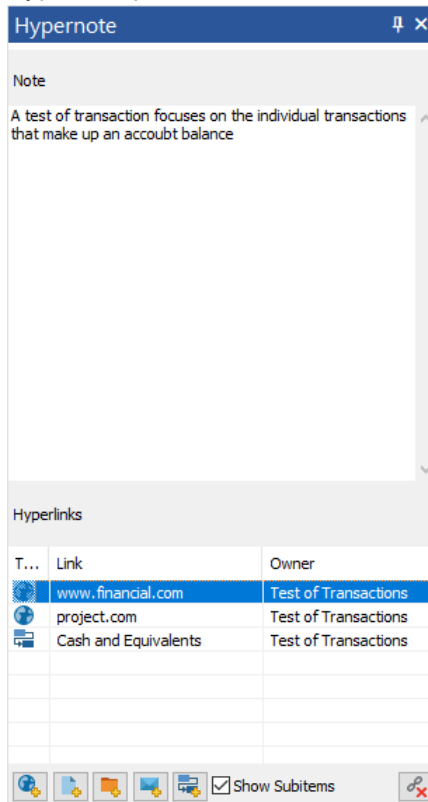 Hypernote
Note
A test of transaction focuses on the individual transactions
that make up an accoubt balance
Hyperlinks
T... Link Owner
www.financial.com Test of Transactions
project.com Test of Transactions
Cash and Equivalents Test of Transactions
Show Subitems